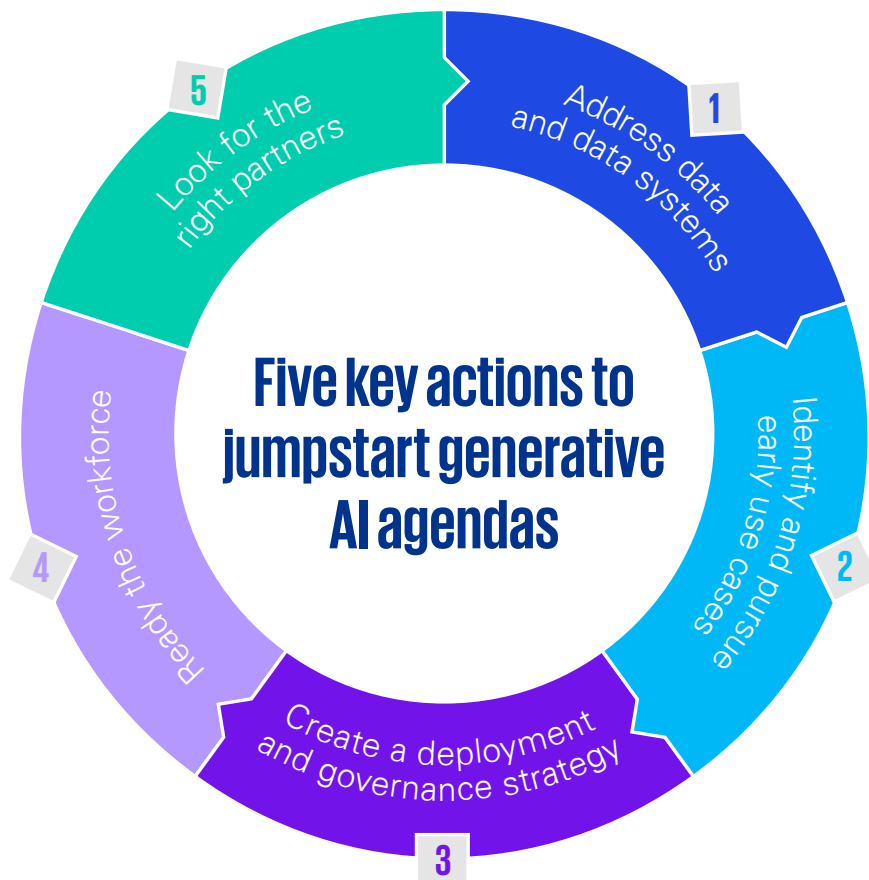 Five key actions to
jumpstart generative
AI agendas
1
Address data
and data systems
2
Identify and pursue
early use cases
3
Create a deployment
and governance strategy
4
Ready the workforce
5
Look for the
right partners